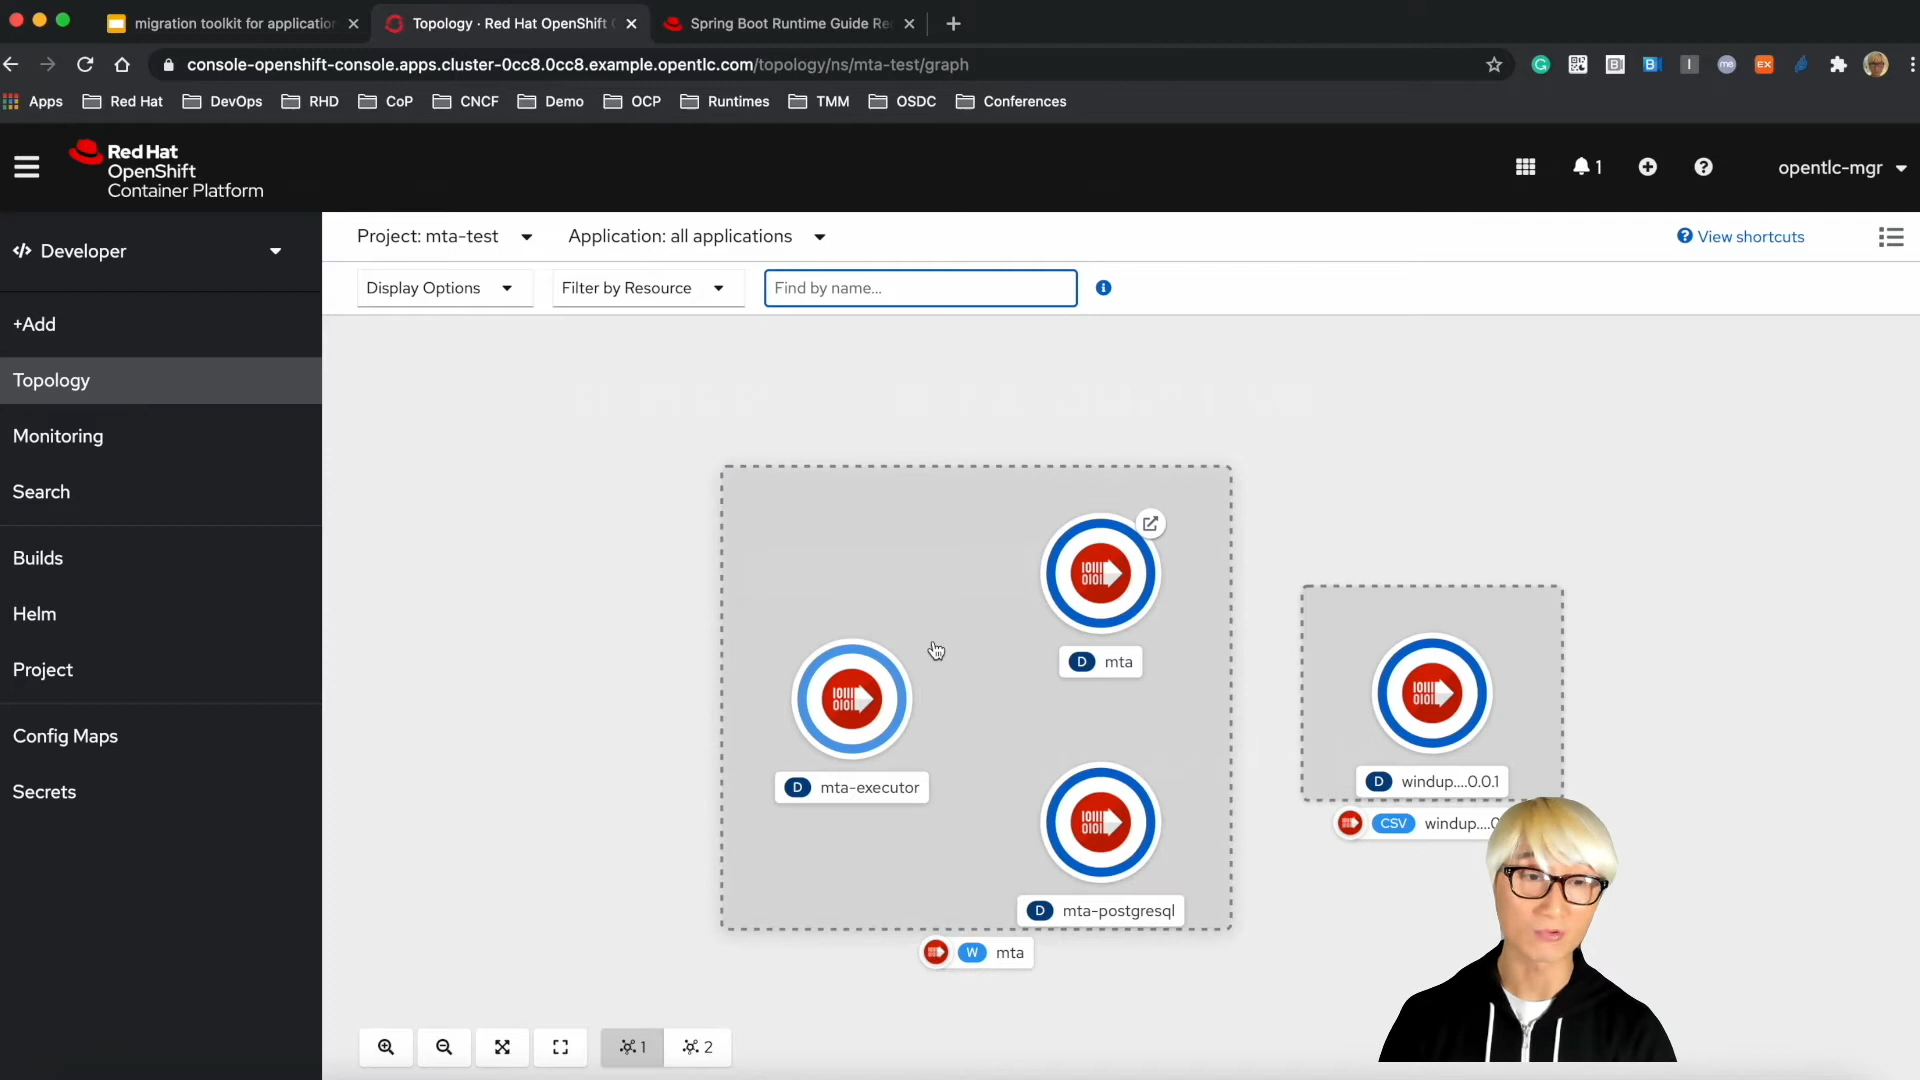 migration toolkit for application
Topology · Red Hat OpenShift
Spring Boot Runtime Guide Re
console-openshift-console.apps.cluster-0cc8.0cc8.example.opentlc.com/topology/ns/mta-test/graph
Apps Red Hat DevOps RHD CoP CNCF Demo OCP Runtimes TMM OSDC Conferences
Red Hat
OpenShift
Container Platform
1
opentlc-mgr
Developer
Project: mta-test
Application: all applications
View shortcuts
Display Options
Filter by Resource
Find by name...
+Add
Topology
Monitoring
Search
Builds
Helm
Project
Config Maps
Secrets
D mta
D mta-executor
D mta-postgresql
W mta
D windup....0.0.1
CSV windup....0
1
2